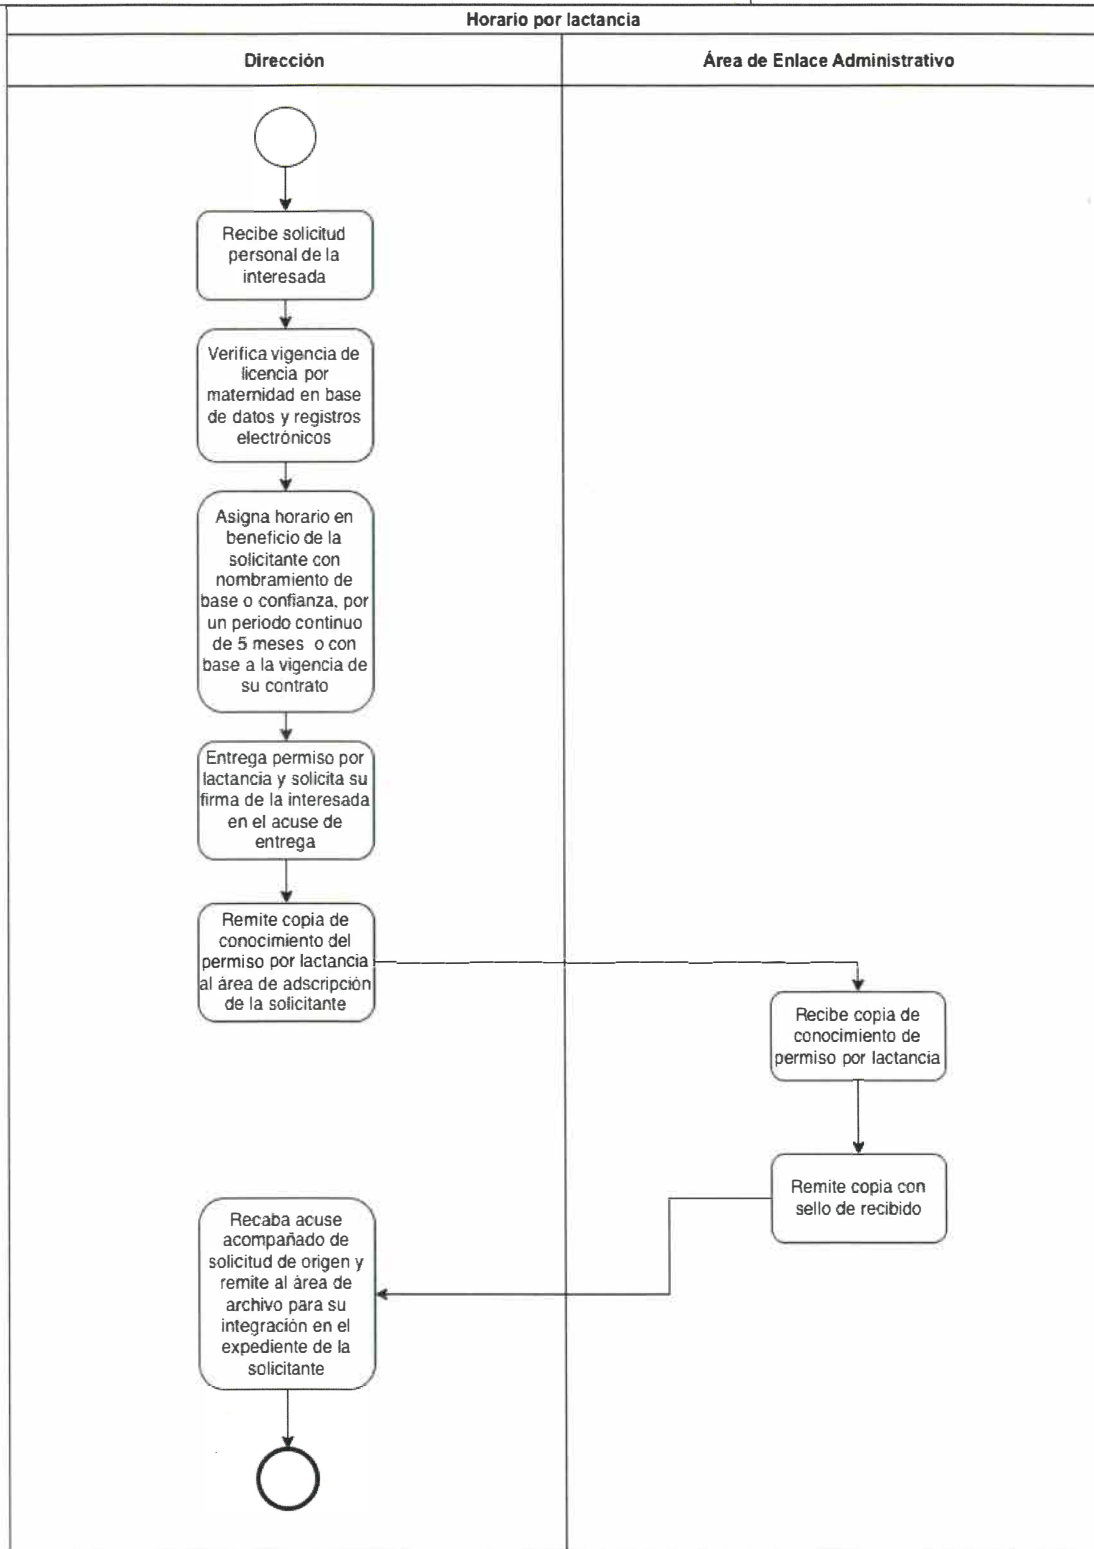 Horario por lactancia
Dirección
Área de Enlace Administrativo
Recibe solicitud
personal de la
interesada
Verifica vigencia de
licencia por
maternidad en base
de datos y registros
electrónicos
Asigna horario en
beneficio de la
solicitante con
nombramiento de
base o confianza, por
un periodo continuo
de 5 meses o con
base a la vigencia de
su contrato
Entrega permiso por
lactancia y solicita su
firma de la interesada
en el acuse de
entrega
Remite copia de
conocimiento del
permiso por lactancia
al área de adscripción
de la solicitante
Recibe copia de
conocimiento de
permiso por lactancia
Remite copia con
sello de recibido
Recaba acuse
acompañado de
solicitud de origen y
remite al área de
archivo para su
integración en el
expediente de la
solicitante